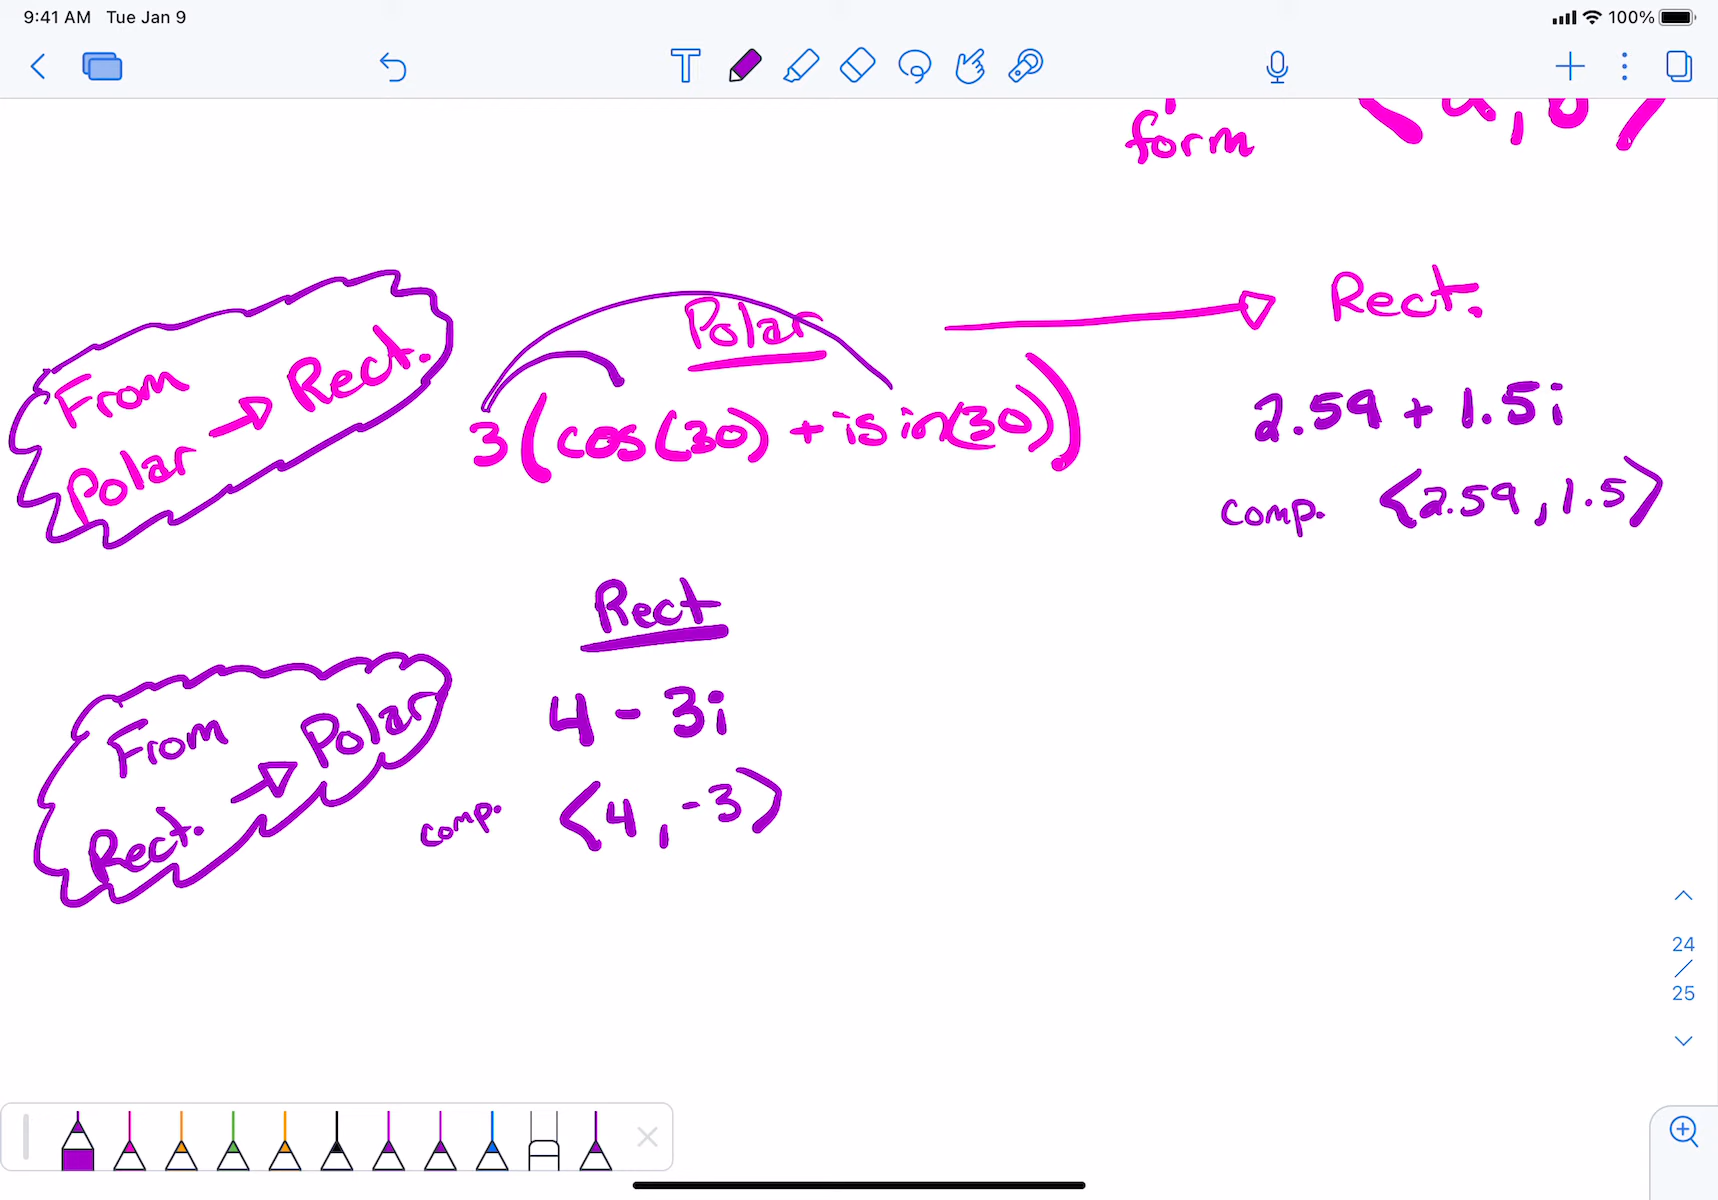 9:41 AM Tue Jan 9
100%
form
⟨a, b⟩
From
Polar → Rect.
Polar
3(cos(30) + i sin(30))
Rect.
2.59 + 1.5i
comp. ⟨2.59, 1.5⟩
From
Rect. → Polar
Rect
4 - 3i
comp. ⟨4, -3⟩
24
/
25